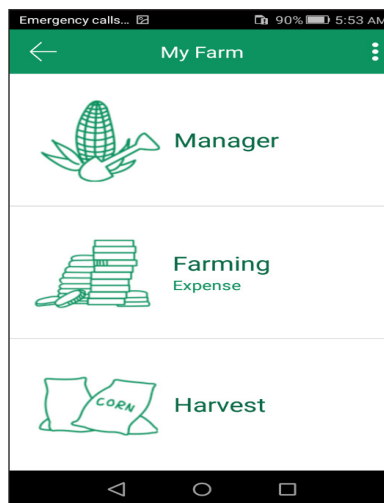 Emergency calls... 90% 5:53 AM
My Farm
Manager
Farming
Expense
CORN
Harvest